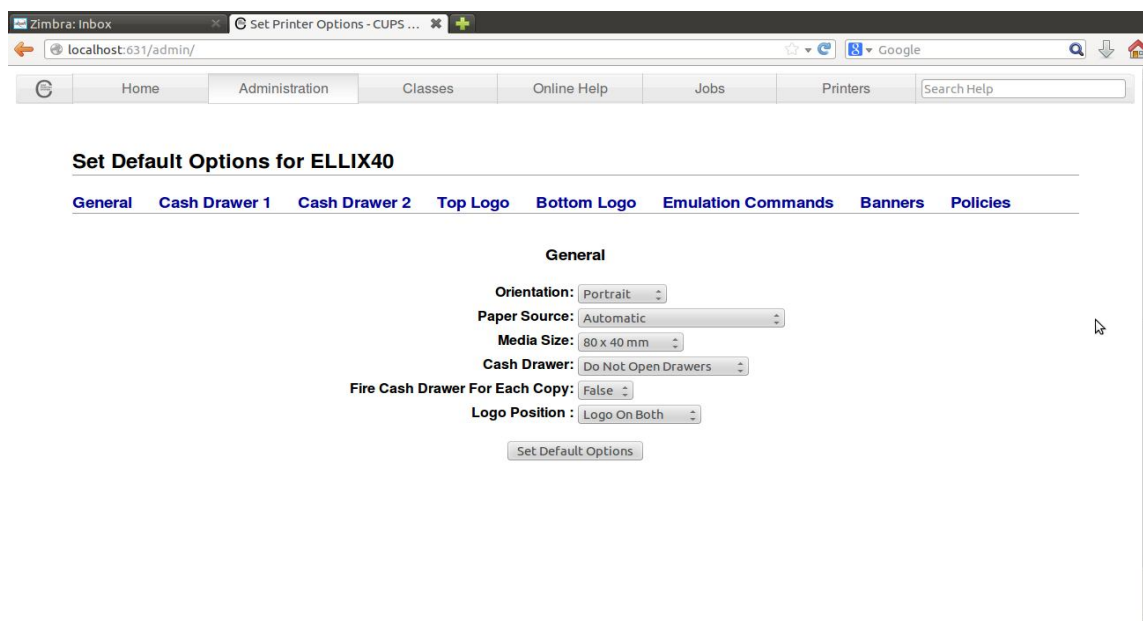 Zimbra: Inbox
Set Printer Options - CUPS ...
localhost:631/admin/
Google
Home Administration Classes Online Help Jobs Printers Search Help
Set Default Options for ELLIX40
General Cash Drawer 1 Cash Drawer 2 Top Logo Bottom Logo Emulation Commands Banners Policies
General
Orientation: Portrait
Paper Source: Automatic
Media Size: 80 x 40 mm
Cash Drawer: Do Not Open Drawers
Fire Cash Drawer For Each Copy: False
Logo Position : Logo On Both
Set Default Options